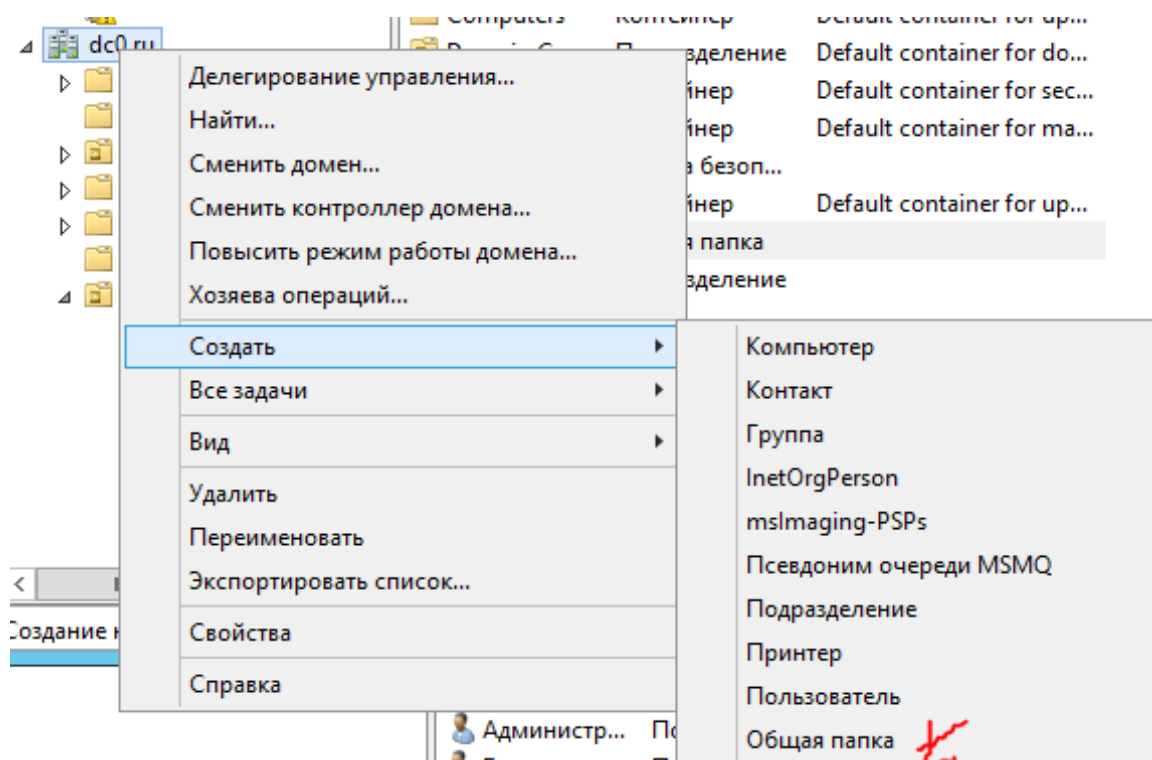 Computers Контейнер Default container for up...
dc0.ru
зделение Default container for do...
Делегирование управления...
йнер Default container for sec...
Найти...
йнер Default container for ma...
Сменить домен...
а безоп...
Сменить контроллер домена...
йнер Default container for up...
Повысить режим работы домена...
я папка
Хозяева операций...
зделение
Создать
Все задачи
Вид
Удалить
Переименовать
Экспортировать список...
Свойства
Справка
Компьютер
Контакт
Группа
InetOrgPerson
msImaging-PSPs
Псевдоним очереди MSMQ
Подразделение
Принтер
Пользователь
Общая папка
Создание
Администр...